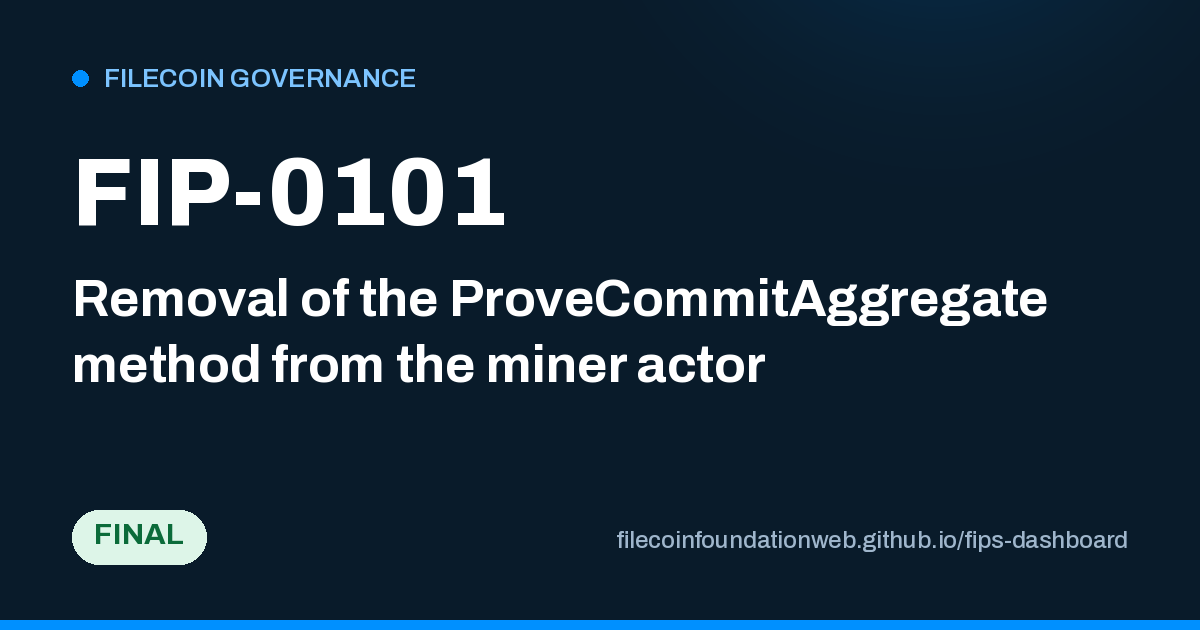 FILECOIN GOVERNANCE
FIP-0101
Removal of the ProveCommitAggregate
method from the miner actor
FINAL
filecoinfoundationweb.github.io/fips-dashboard